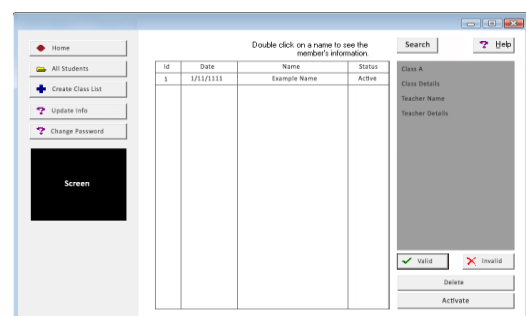 Home
All Students
Create Class List
Update Info
Change Password
Screen
Double click on a name to see the
member's information.
Id Date Name Status
1 1/11/1111 Example Name Active
Search
Help
Class A
Class Details
Teacher Name
Teacher Details
Valid
Invalid
Delete
Activate